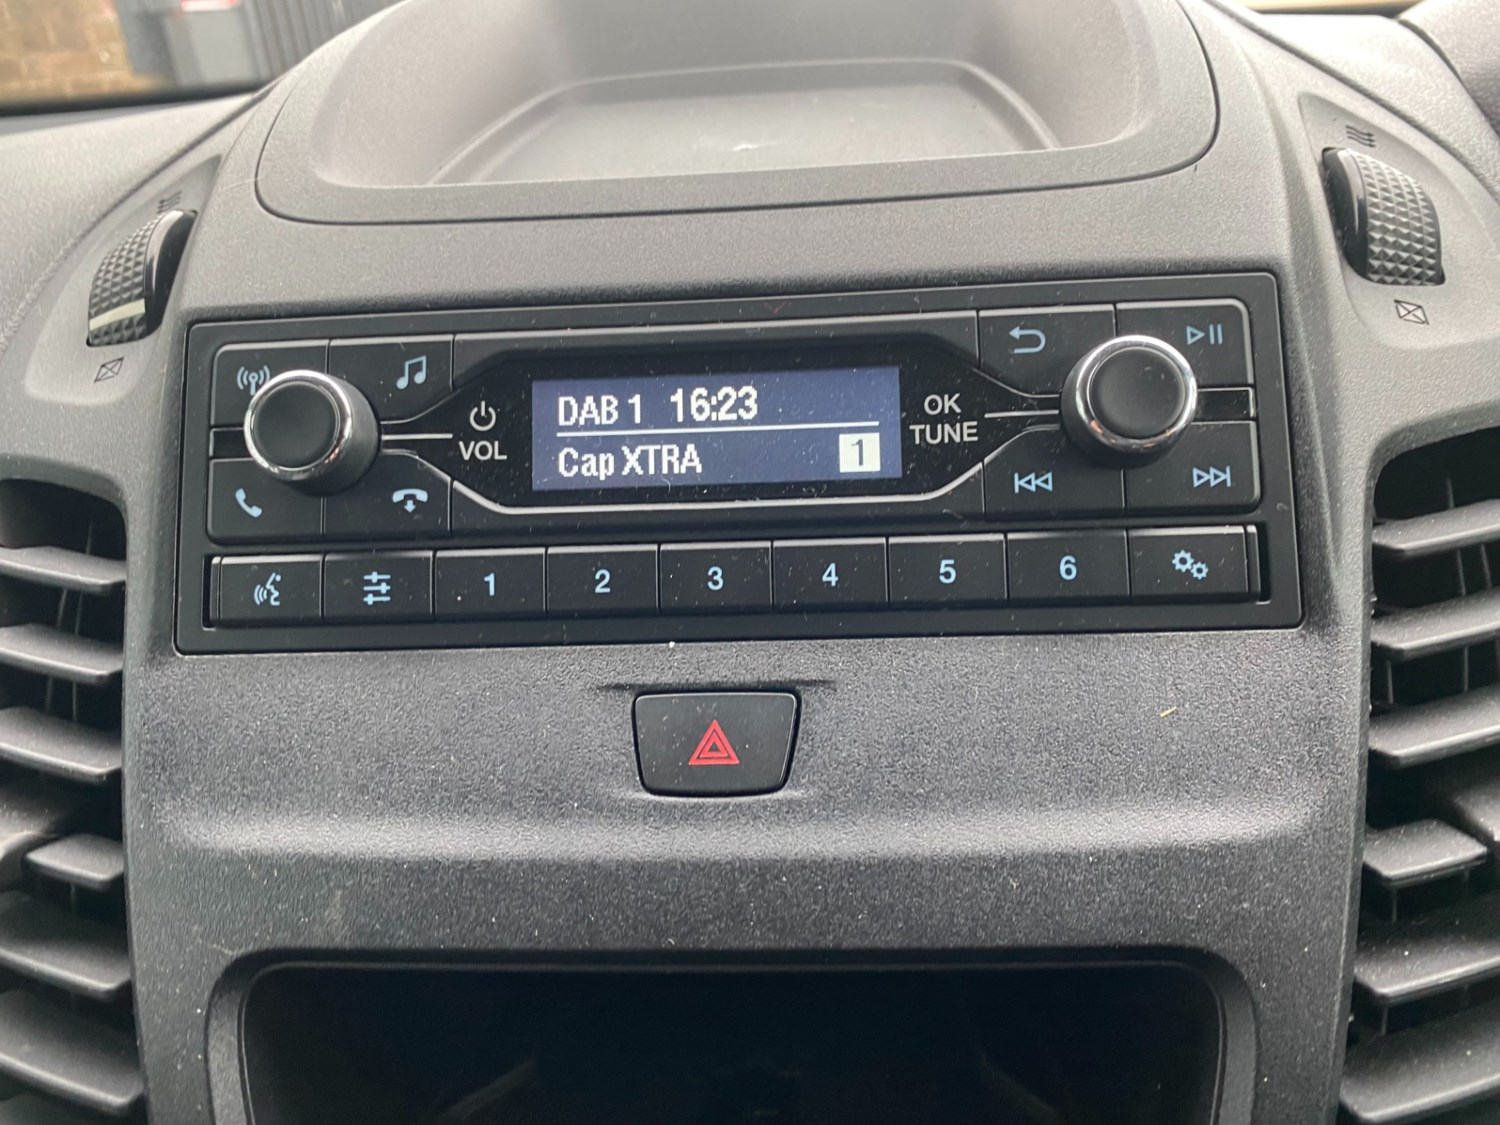 DAB 1 16:23
Cap XTRA 1
VOL
OK
TUNE
1 2 3 4 5 6